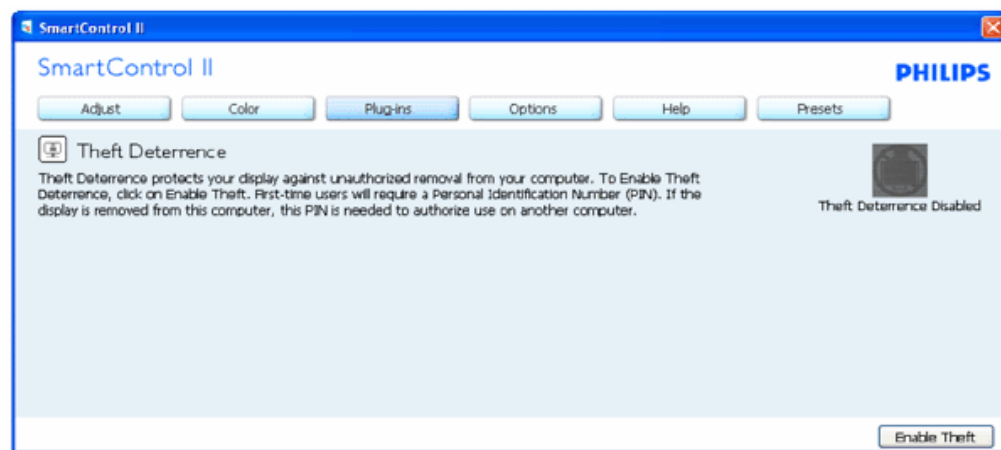 SmartControl II
SmartControl II
PHILIPS
Adjust Color Plug-ins Options Help Presets
Theft Deterrence
Theft Deterrence protects your display against unauthorized removal from your computer. To Enable Theft
Deterrence, click on Enable Theft. First-time users will require a Personal Identification Number (PIN). If the
display is removed from this computer, this PIN is needed to authorize use on another computer.
Theft Deterrence Disabled
Enable Theft